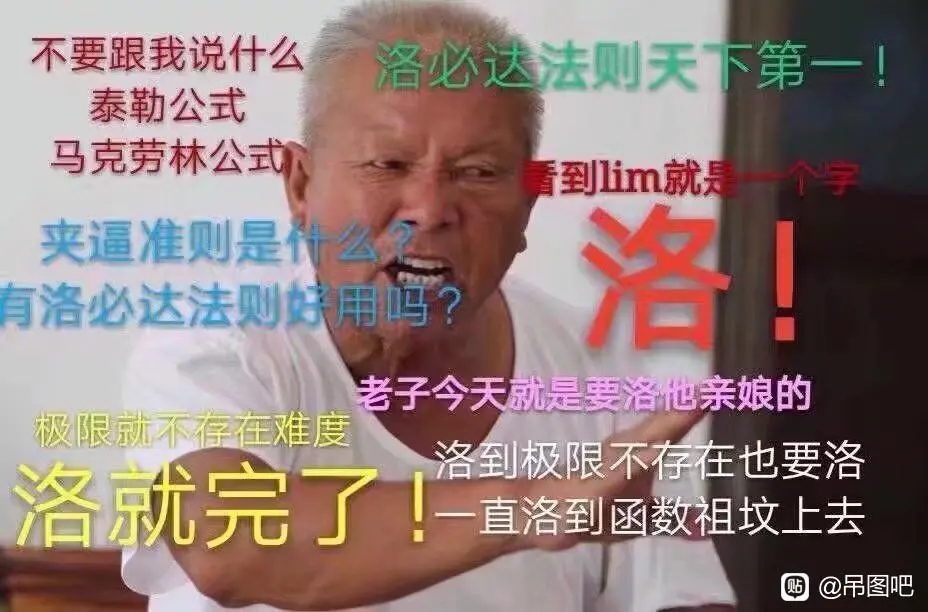 不要跟我说什么
泰勒公式
马克劳林公式
洛必达法则天下第一！
看到lim就是一个字
洛！
夹逼准则是什么？
有洛必达法则好用吗？
老子今天就是要洛他亲娘的
极限就不存在难度
洛就完了！
洛到极限不存在也要洛
一直洛到函数祖坟上去
贴 @吊图吧